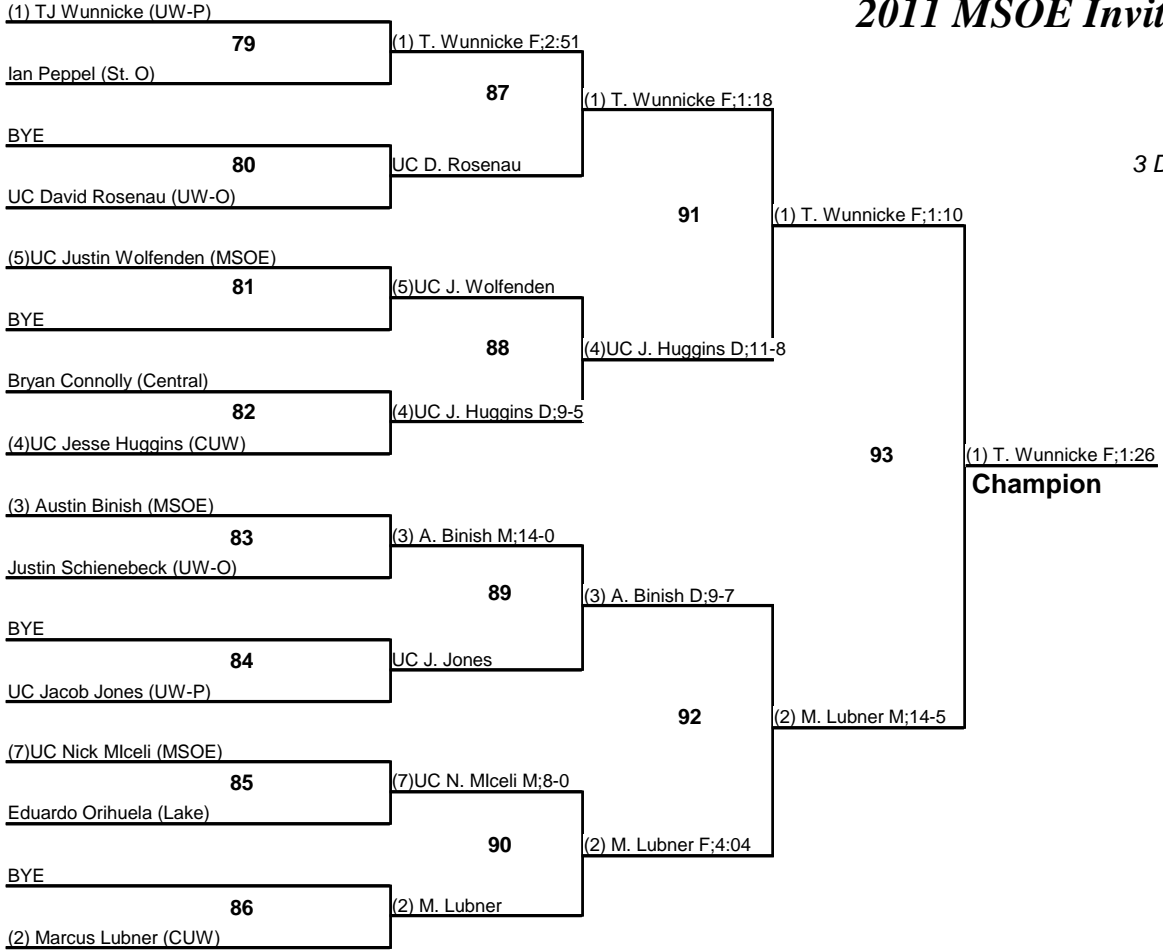 2011 MSOE Invit
3 D
(1) TJ Wunnicke (UW-P)
79
Ian Peppel (St. O)
(1) T. Wunnicke F;2:51
87
(1) T. Wunnicke F;1:18
BYE
80
UC David Rosenau (UW-O)
UC D. Rosenau
91
(1) T. Wunnicke F;1:10
(5)UC Justin Wolfenden (MSOE)
81
BYE
(5)UC J. Wolfenden
88
(4)UC J. Huggins D;11-8
Bryan Connolly (Central)
82
(4)UC Jesse Huggins (CUW)
(4)UC J. Huggins D;9-5
93
(1) T. Wunnicke F;1:26
Champion
(3) Austin Binish (MSOE)
83
Justin Schienebeck (UW-O)
(3) A. Binish M;14-0
89
(3) A. Binish D;9-7
BYE
84
UC Jacob Jones (UW-P)
UC J. Jones
92
(2) M. Lubner M;14-5
(7)UC Nick MIceli (MSOE)
85
Eduardo Orihuela (Lake)
(7)UC N. MIceli M;8-0
90
(2) M. Lubner F;4:04
BYE
86
(2) Marcus Lubner (CUW)
(2) M. Lubner